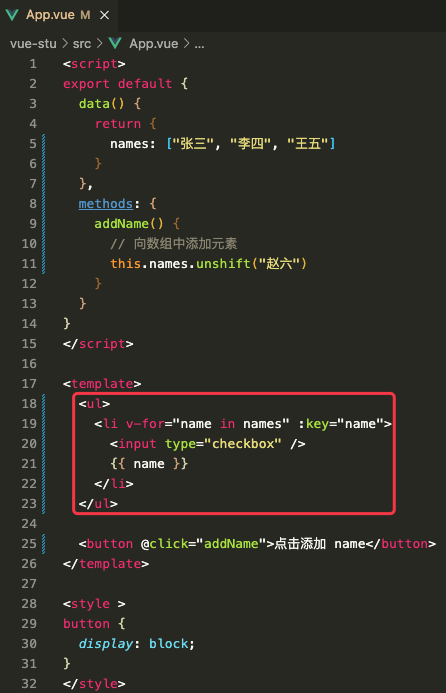 App.vue M ×
vue-stu > src > App.vue > ...
1 <script>
2 export default {
3 data() {
4 return {
5 names: ["张三", "李四", "王五"]
6 }
7 },
8 methods: {
9 addName() {
10 // 向数组中添加元素
11 this.names.unshift("赵六")
12 }
13 }
14 }
15 </script>
16
17 <template>
18 <ul>
19 <li v-for="name in names" :key="name">
20 <input type="checkbox" />
21 {{ name }}
22 </li>
23 </ul>
24
25 <button @click="addName">点击添加 name</button>
26 </template>
27
28 <style >
29 button {
30 display: block;
31 }
32 </style>